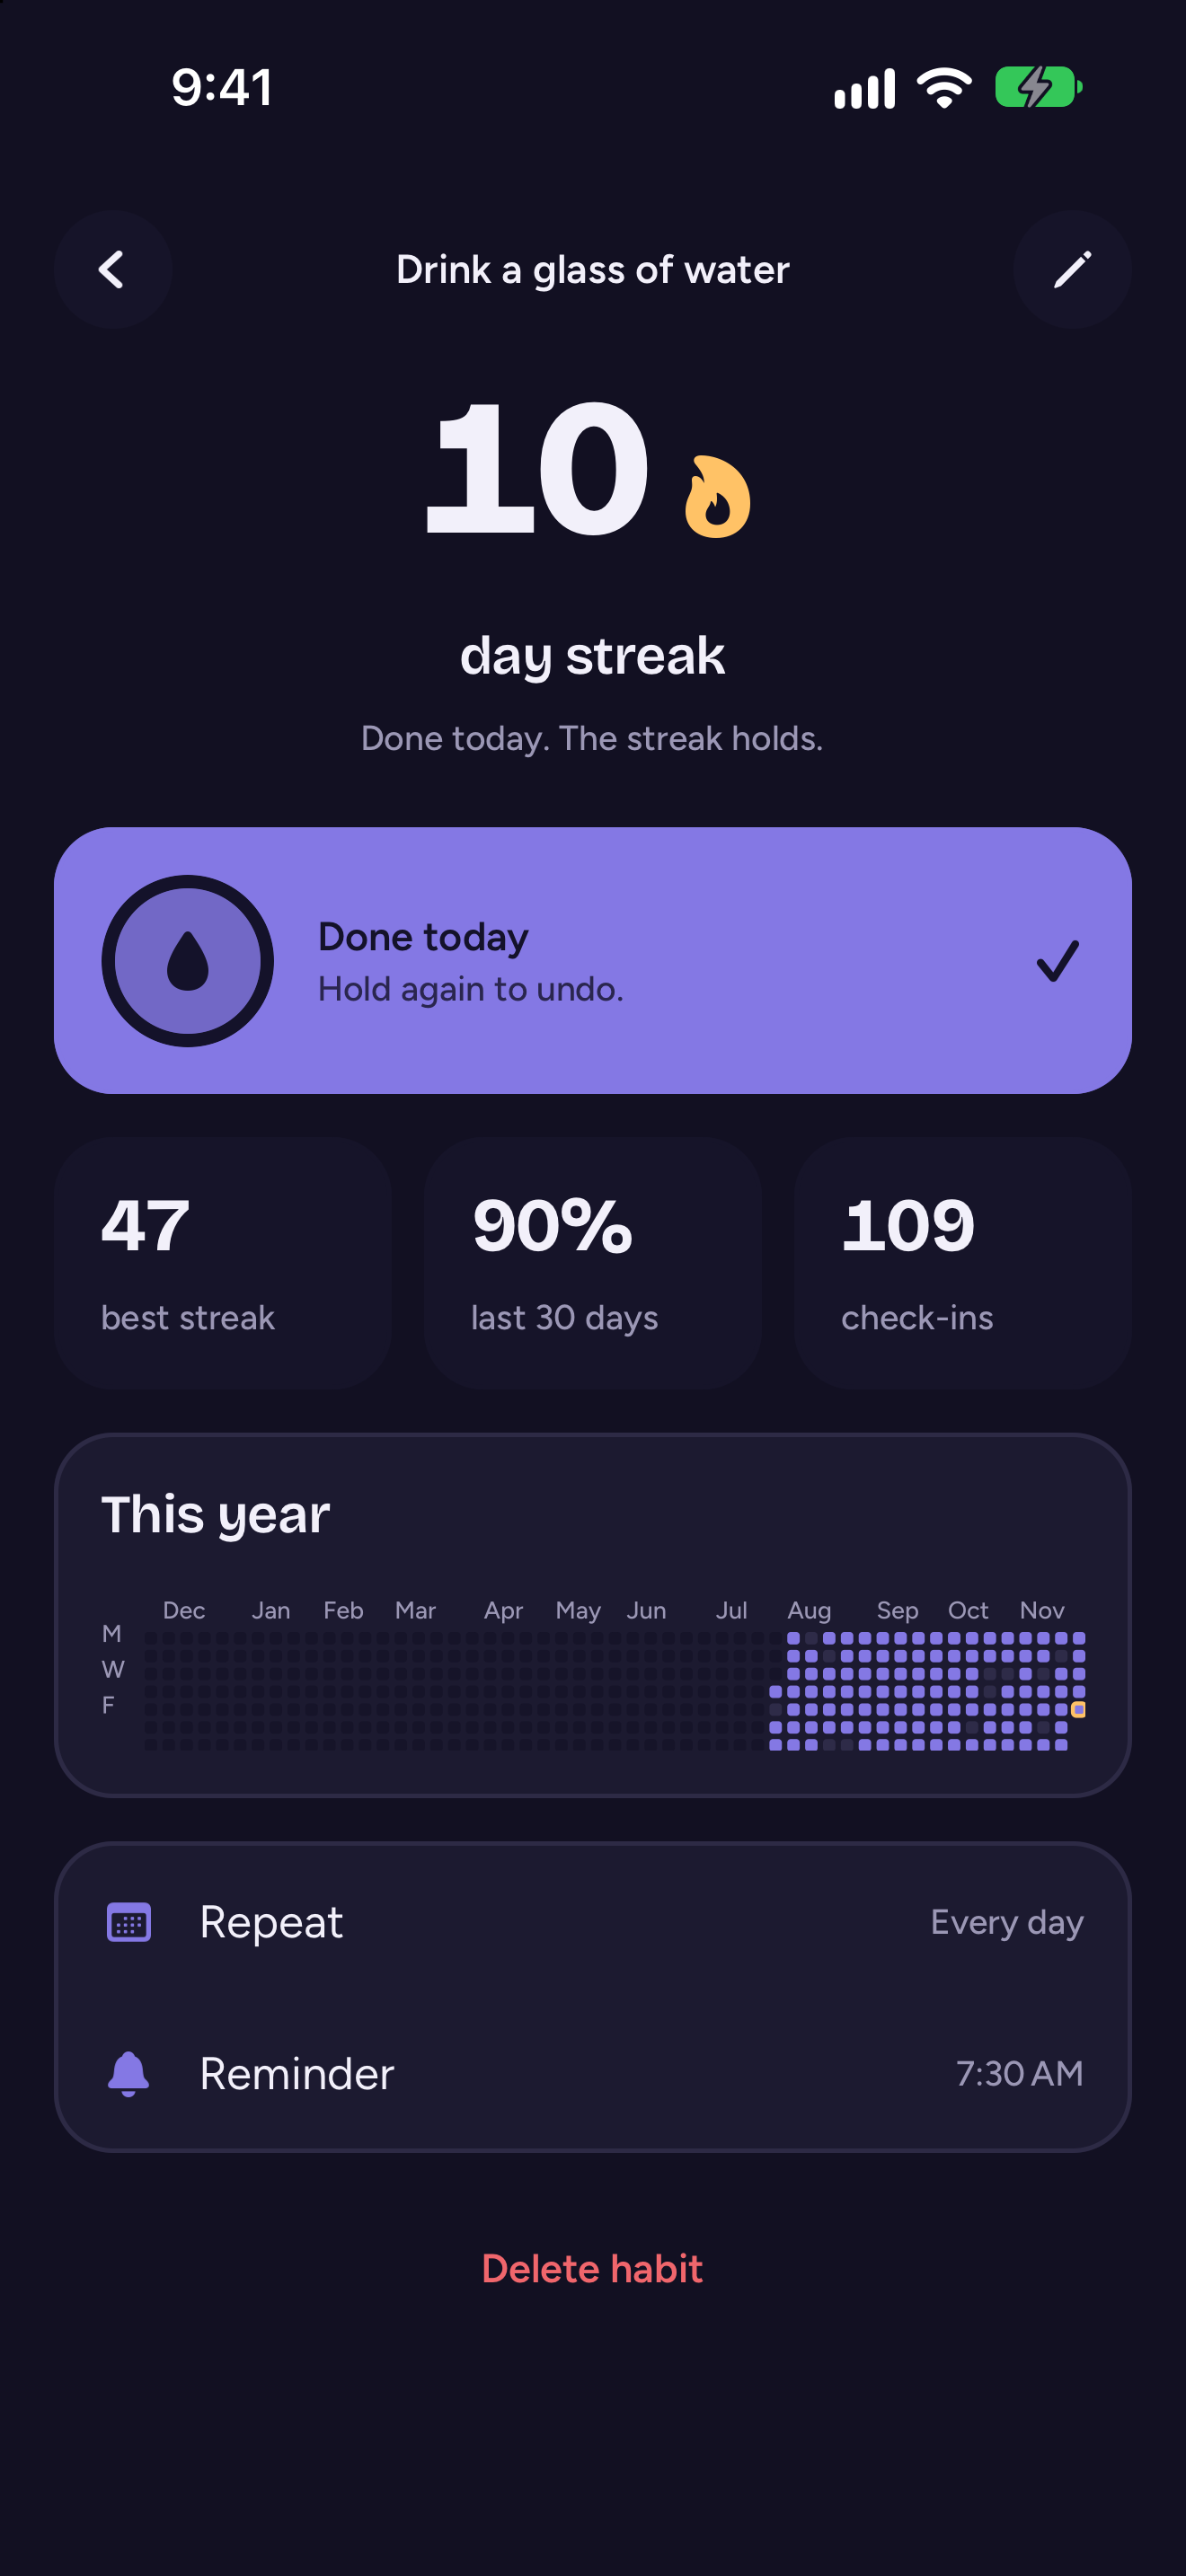 9:41
Drink a glass of water
10
day streak
Done today. The streak holds.
Done today
Hold again to undo.
47
best streak
90%
last 30 days
109
check-ins
This year
Dec Jan Feb Mar Apr May Jun Jul Aug Sep Oct Nov
M
W
F
Repeat
Every day
Reminder
7:30 AM
Delete habit